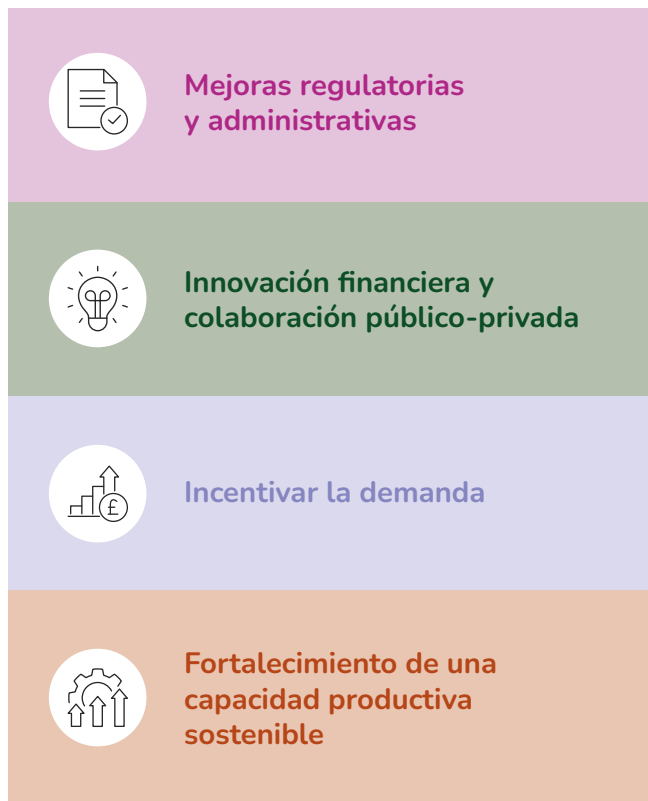 Mejoras regulatorias
y administrativas
Innovación financiera y
colaboración público-privada
Incentivar la demanda
£
Fortalecimiento de una
capacidad productiva
sostenible